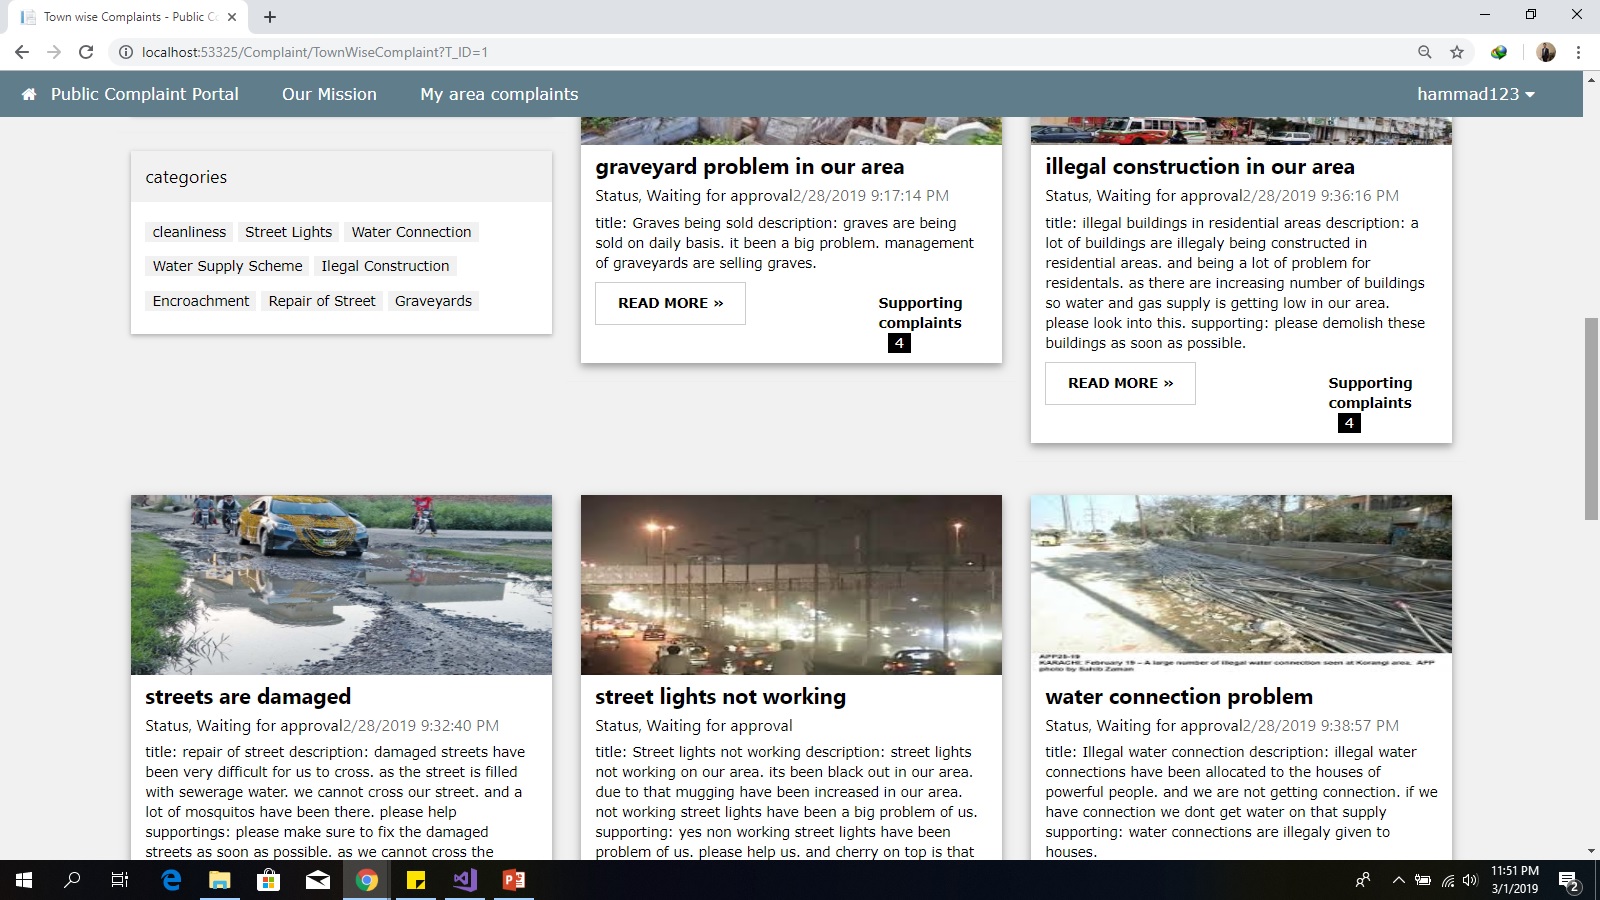 Town wise Complaints - Public C
localhost:53325/Complaint/TownWiseComplaint?T_ID=1
Public Complaint Portal
Our Mission
My area complaints
hammad123
categories
cleanliness
Street Lights
Water Connection
Water Supply Scheme
Ilegal Construction
Encroachment
Repair of Street
Graveyards
graveyard problem in our area
Status, Waiting for approval2/28/2019 9:17:14 PM
title: Graves being sold description: graves are being
sold on daily basis. it been a big problem. management
of graveyards are selling graves.
READ MORE »
Supporting
complaints
4
illegal construction in our area
Status, Waiting for approval2/28/2019 9:36:16 PM
title: illegal buildings in residential areas description: a
lot of buildings are illegaly being constructed in
residential areas. and being a lot of problem for
residentals. as there are increasing number of buildings
so water and gas supply is getting low in our area.
please look into this. supporting: please demolish these
buildings as soon as possible.
READ MORE »
Supporting
complaints
4
streets are damaged
Status, Waiting for approval2/28/2019 9:32:40 PM
title: repair of street description: damaged streets have
been very difficult for us to cross. as the street is filled
with sewerage water. we cannot cross our street. and a
lot of mosquitos have been there. please help
supportings: please make sure to fix the damaged
streets as soon as possible. as we cannot cross the
street lights not working
Status, Waiting for approval
title: Street lights not working description: street lights
not working on our area. its been black out in our area.
due to that mugging have been increased in our area.
not working street lights have been a big problem of us.
supporting: yes non working street lights have been
problem of us. please help us. and cherry on top is that
APP25-19
KARACHI: February 19 – A large number of illegal water connection seen at Korangi area. APP
photo by Sabib Zaman
water connection problem
Status, Waiting for approval2/28/2019 9:38:57 PM
title: Illegal water connection description: illegal water
connections have been allocated to the houses of
powerful people. and we are not getting connection. if we
have connection we dont get water on that supply
supporting: water connections are illegaly given to
houses.
11:51 PM
3/1/2019
2